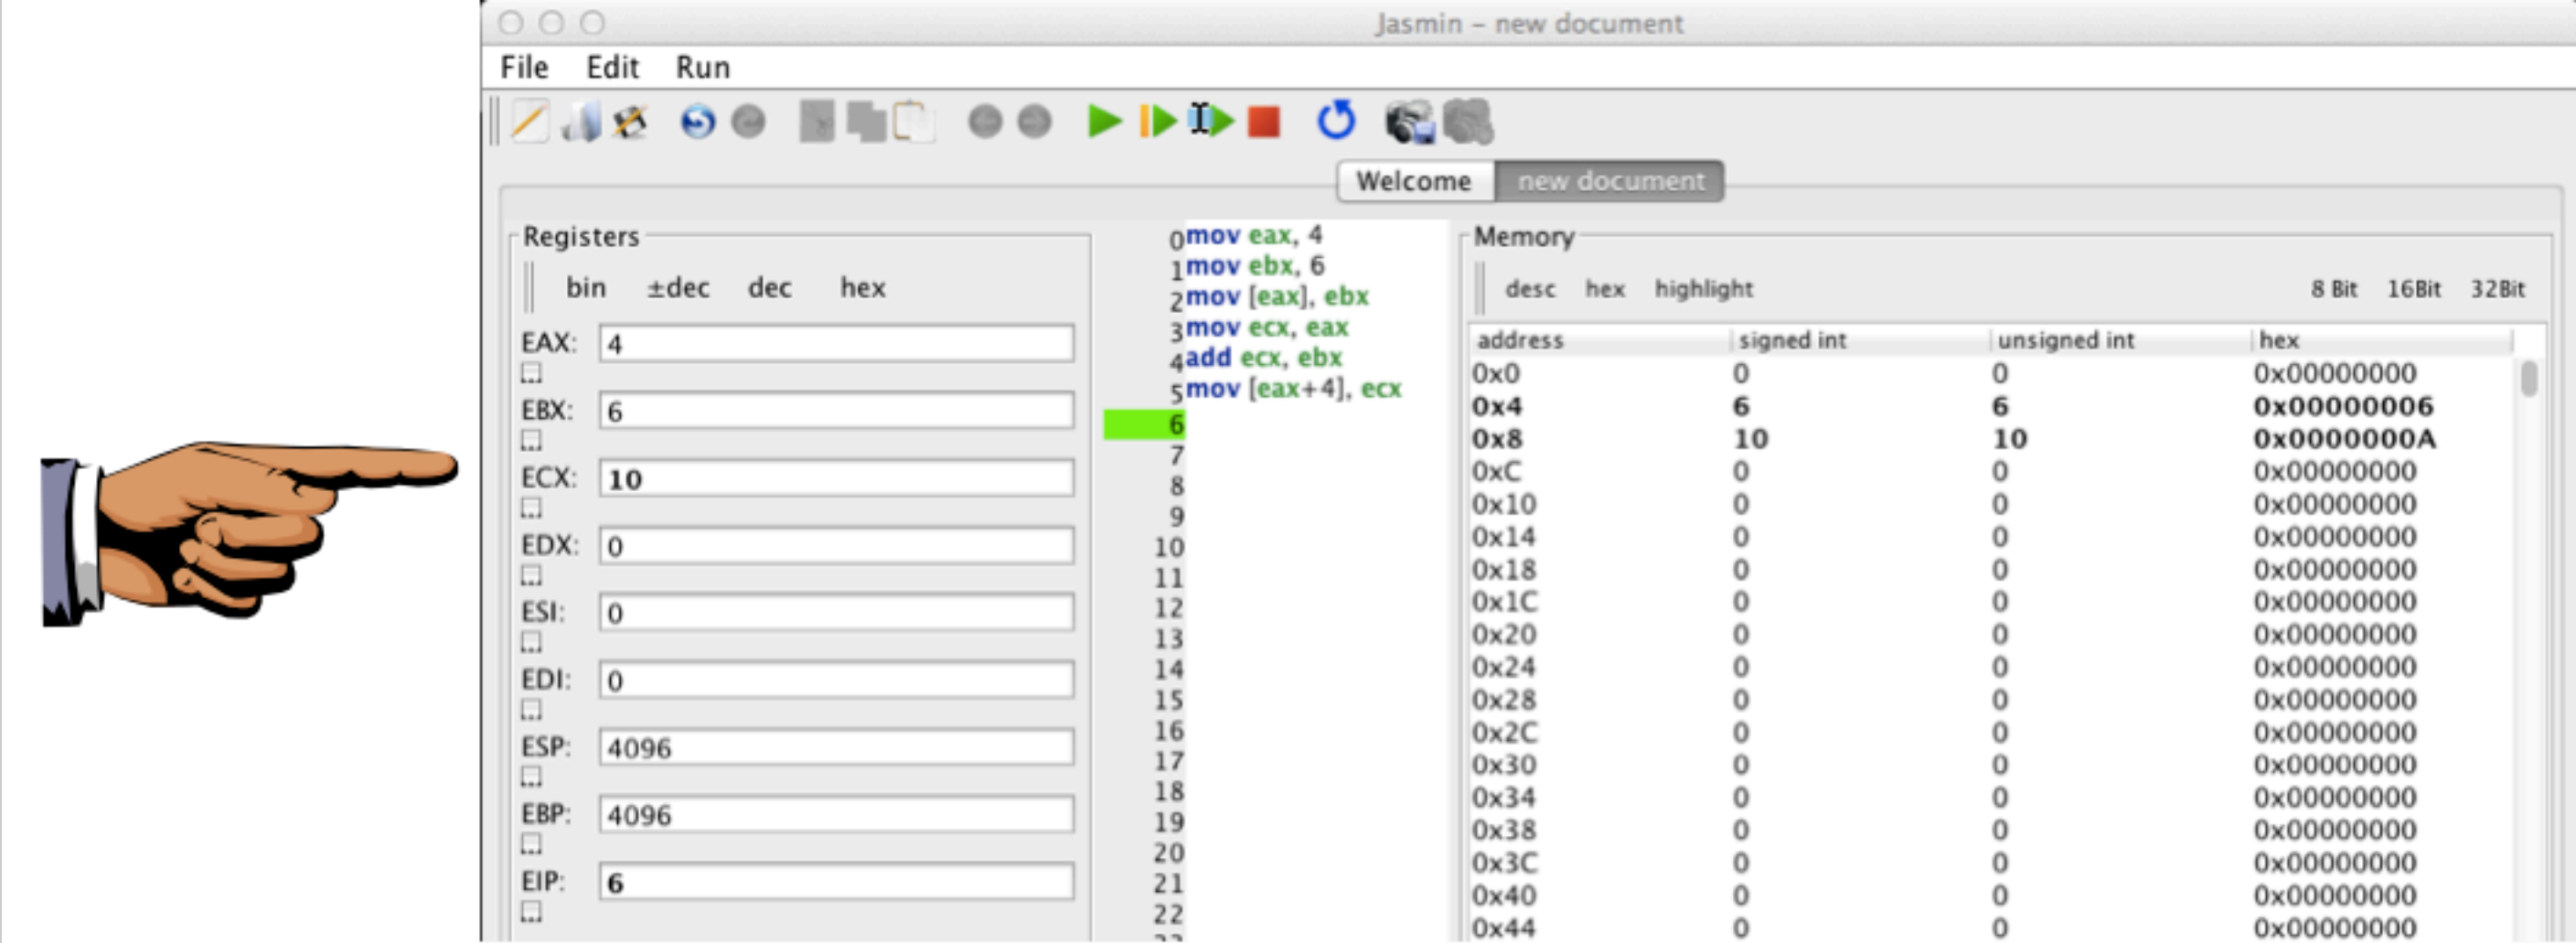 Jasmin – new document
File Edit Run
Welcome new document
Registers
bin ±dec dec hex
EAX: 4
EBX: 6
ECX: 10
EDX: 0
ESI: 0
EDI: 0
ESP: 4096
EBP: 4096
EIP: 6
0 mov eax, 4
1 mov ebx, 6
2 mov [eax], ebx
3 mov ecx, eax
4 add ecx, ebx
5 mov [eax+4], ecx
6
7
8
9
10
11
12
13
14
15
16
17
18
19
20
21
22
Memory
desc hex highlight 8 Bit 16Bit 32Bit
address signed int unsigned int hex
0x0 0 0 0x00000000
0x4 6 6 0x00000006
0x8 10 10 0x0000000A
0xC 0 0 0x00000000
0x10 0 0 0x00000000
0x14 0 0 0x00000000
0x18 0 0 0x00000000
0x1C 0 0 0x00000000
0x20 0 0 0x00000000
0x24 0 0 0x00000000
0x28 0 0 0x00000000
0x2C 0 0 0x00000000
0x30 0 0 0x00000000
0x34 0 0 0x00000000
0x38 0 0 0x00000000
0x3C 0 0 0x00000000
0x40 0 0 0x00000000
0x44 0 0 0x00000000